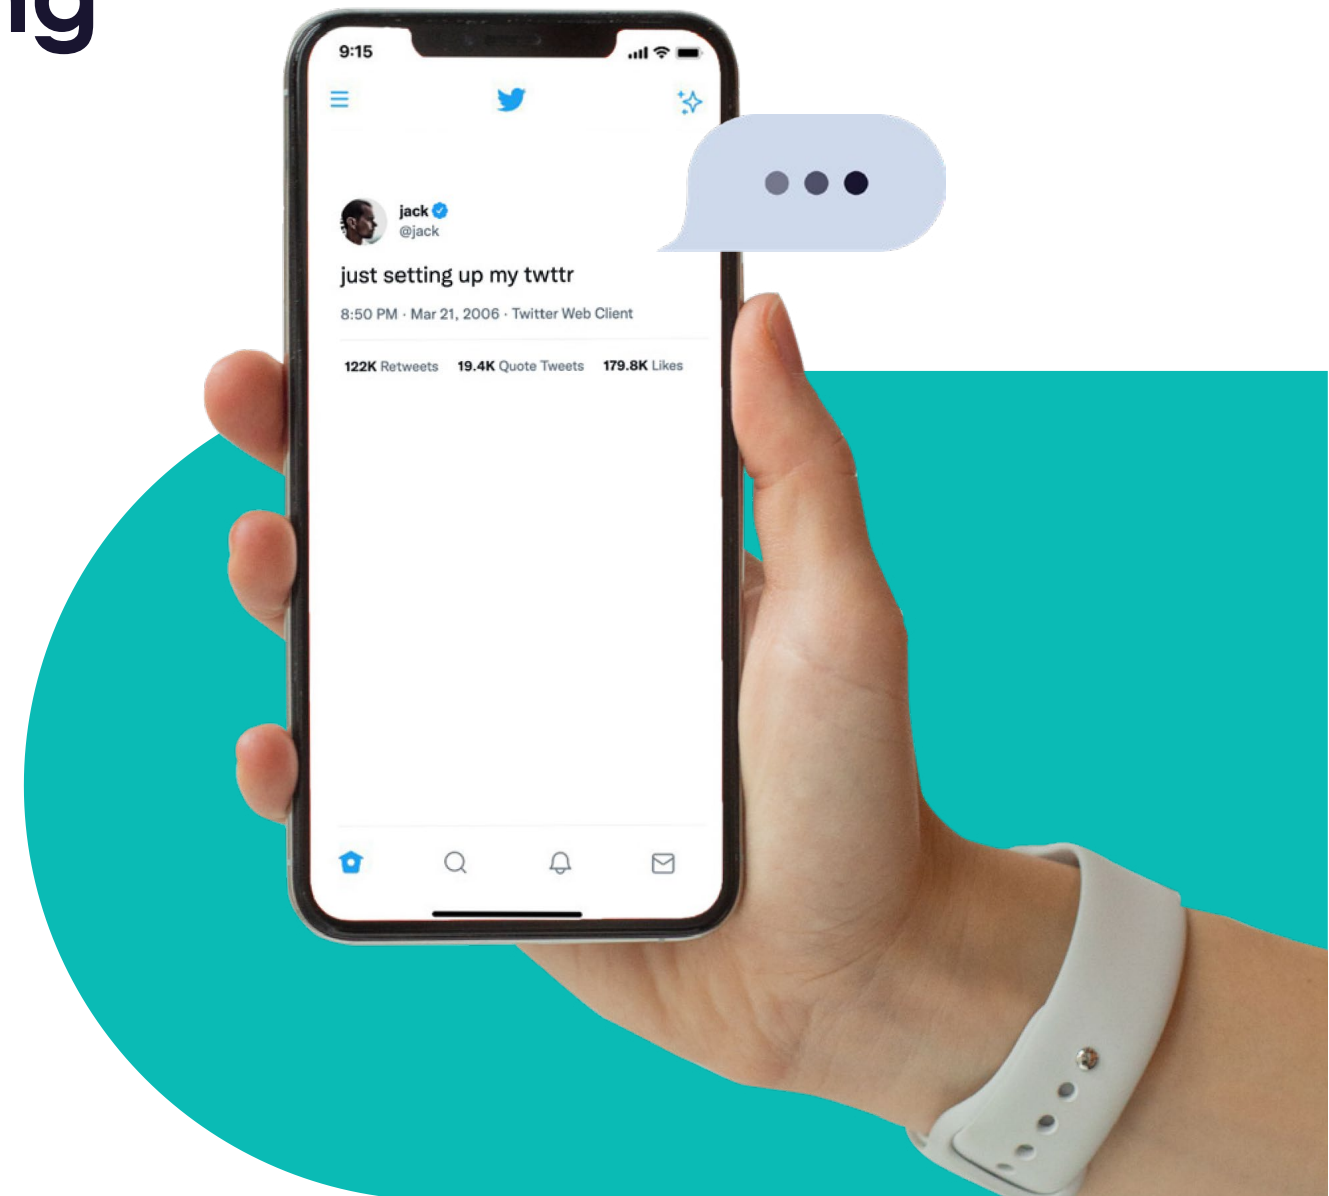 ng
9:15
jack
@jack
just setting up my twttr
8:50 PM · Mar 21, 2006 · Twitter Web Client
122K Retweets 19.4K Quote Tweets 179.8K Likes